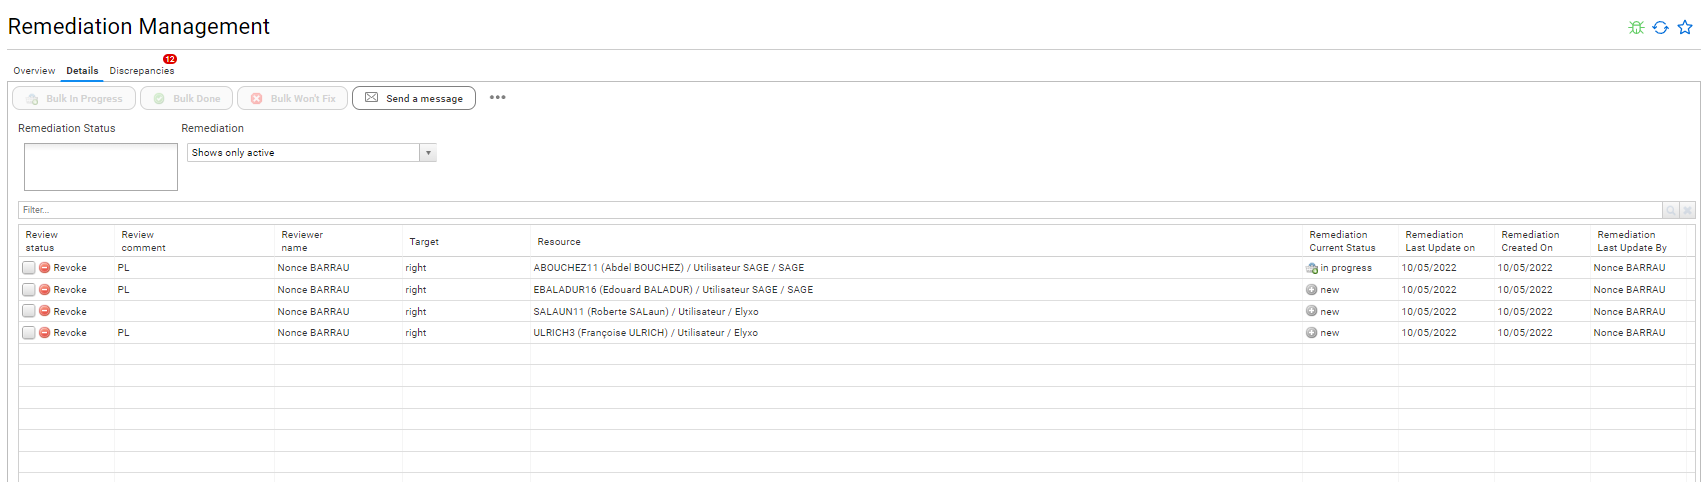 Remediation Management
Overview Details Discrepancies 12
Bulk In Progress Bulk Done Bulk Won't Fix Send a message •••
Remediation Status Remediation
Shows only active
Filter...
Review status Review comment Reviewer name Target Resource Remediation Current Status Remediation Last Update on Remediation Created On Remediation Last Update By
Revoke PL Nonce BARRAU right ABOUCHEZ11 (Abdel BOUCHEZ) / Utilisateur SAGE / SAGE in progress 10/05/2022 10/05/2022 Nonce BARRAU
Revoke PL Nonce BARRAU right EBALADUR16 (Edouard BALADUR) / Utilisateur SAGE / SAGE new 10/05/2022 10/05/2022 Nonce BARRAU
Revoke Nonce BARRAU right SALAUN11 (Roberte SALaun) / Utilisateur / Elyxo new 10/05/2022 10/05/2022 Nonce BARRAU
Revoke PL Nonce BARRAU right ULRICH3 (Françoise ULRICH) / Utilisateur / Elyxo new 10/05/2022 10/05/2022 Nonce BARRAU